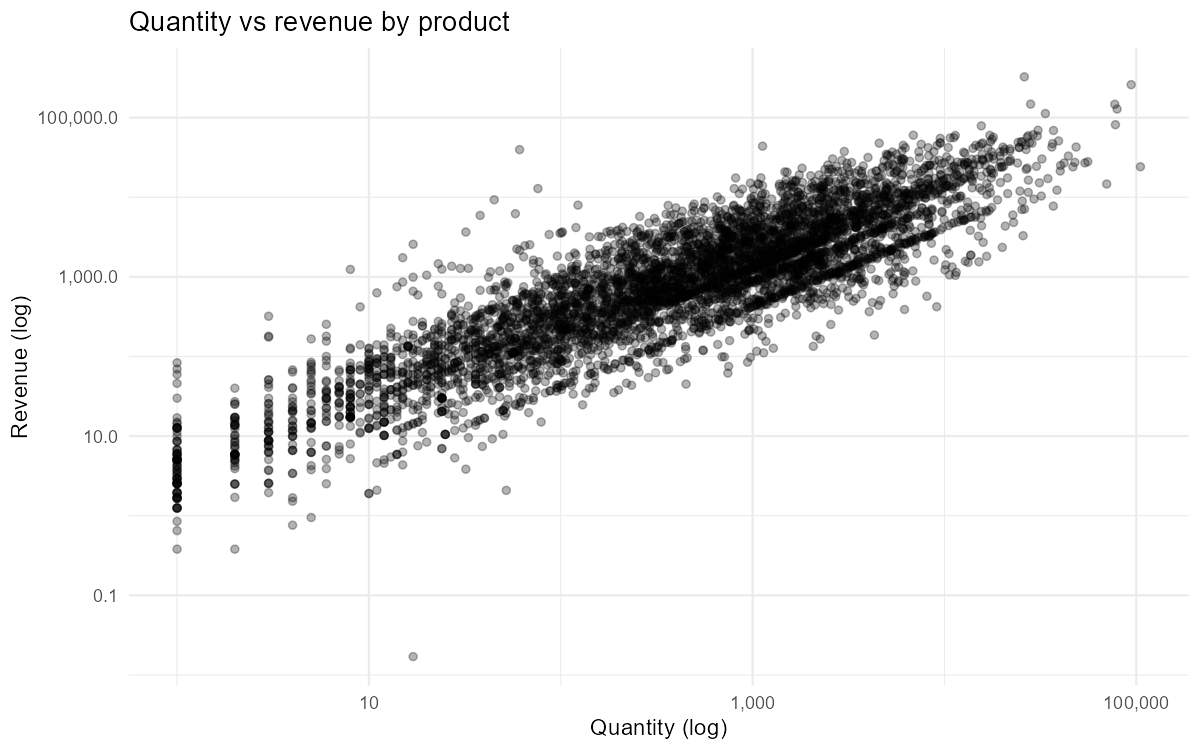 Quantity vs revenue by product
Revenue (log)
100,000.0
1,000.0
10.0
0.1
10
1,000
100,000
Quantity (log)